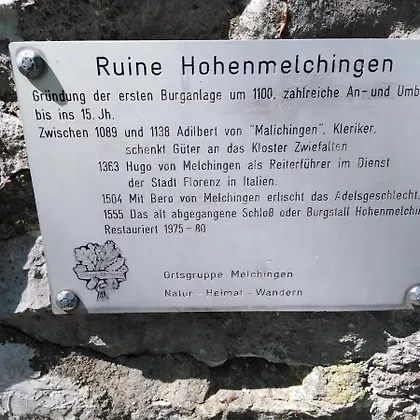 Ruine Hohenmelchingen
Gründung der ersten Burganlage um 1100, zahlreiche An- und Umb
bis ins 15. Jh.
Zwischen 1089 und 1138 Adilbert von "Malichingen", Kleriker,
schenkt Güter an das Kloster Zwiefalten
1363 Hugo von Melchingen als Reiterführer im Dienst
der Stadt Florenz in Italien.
1504 Mit Bero von Melchingen erlischt das Adelsgeschlecht.
1555 Das alt abgegangene Schloß oder Burgstall Hohenmelchin
Restauriert 1975-80
Ortsgruppe Melchingen
Natur - Heimat - Wandern